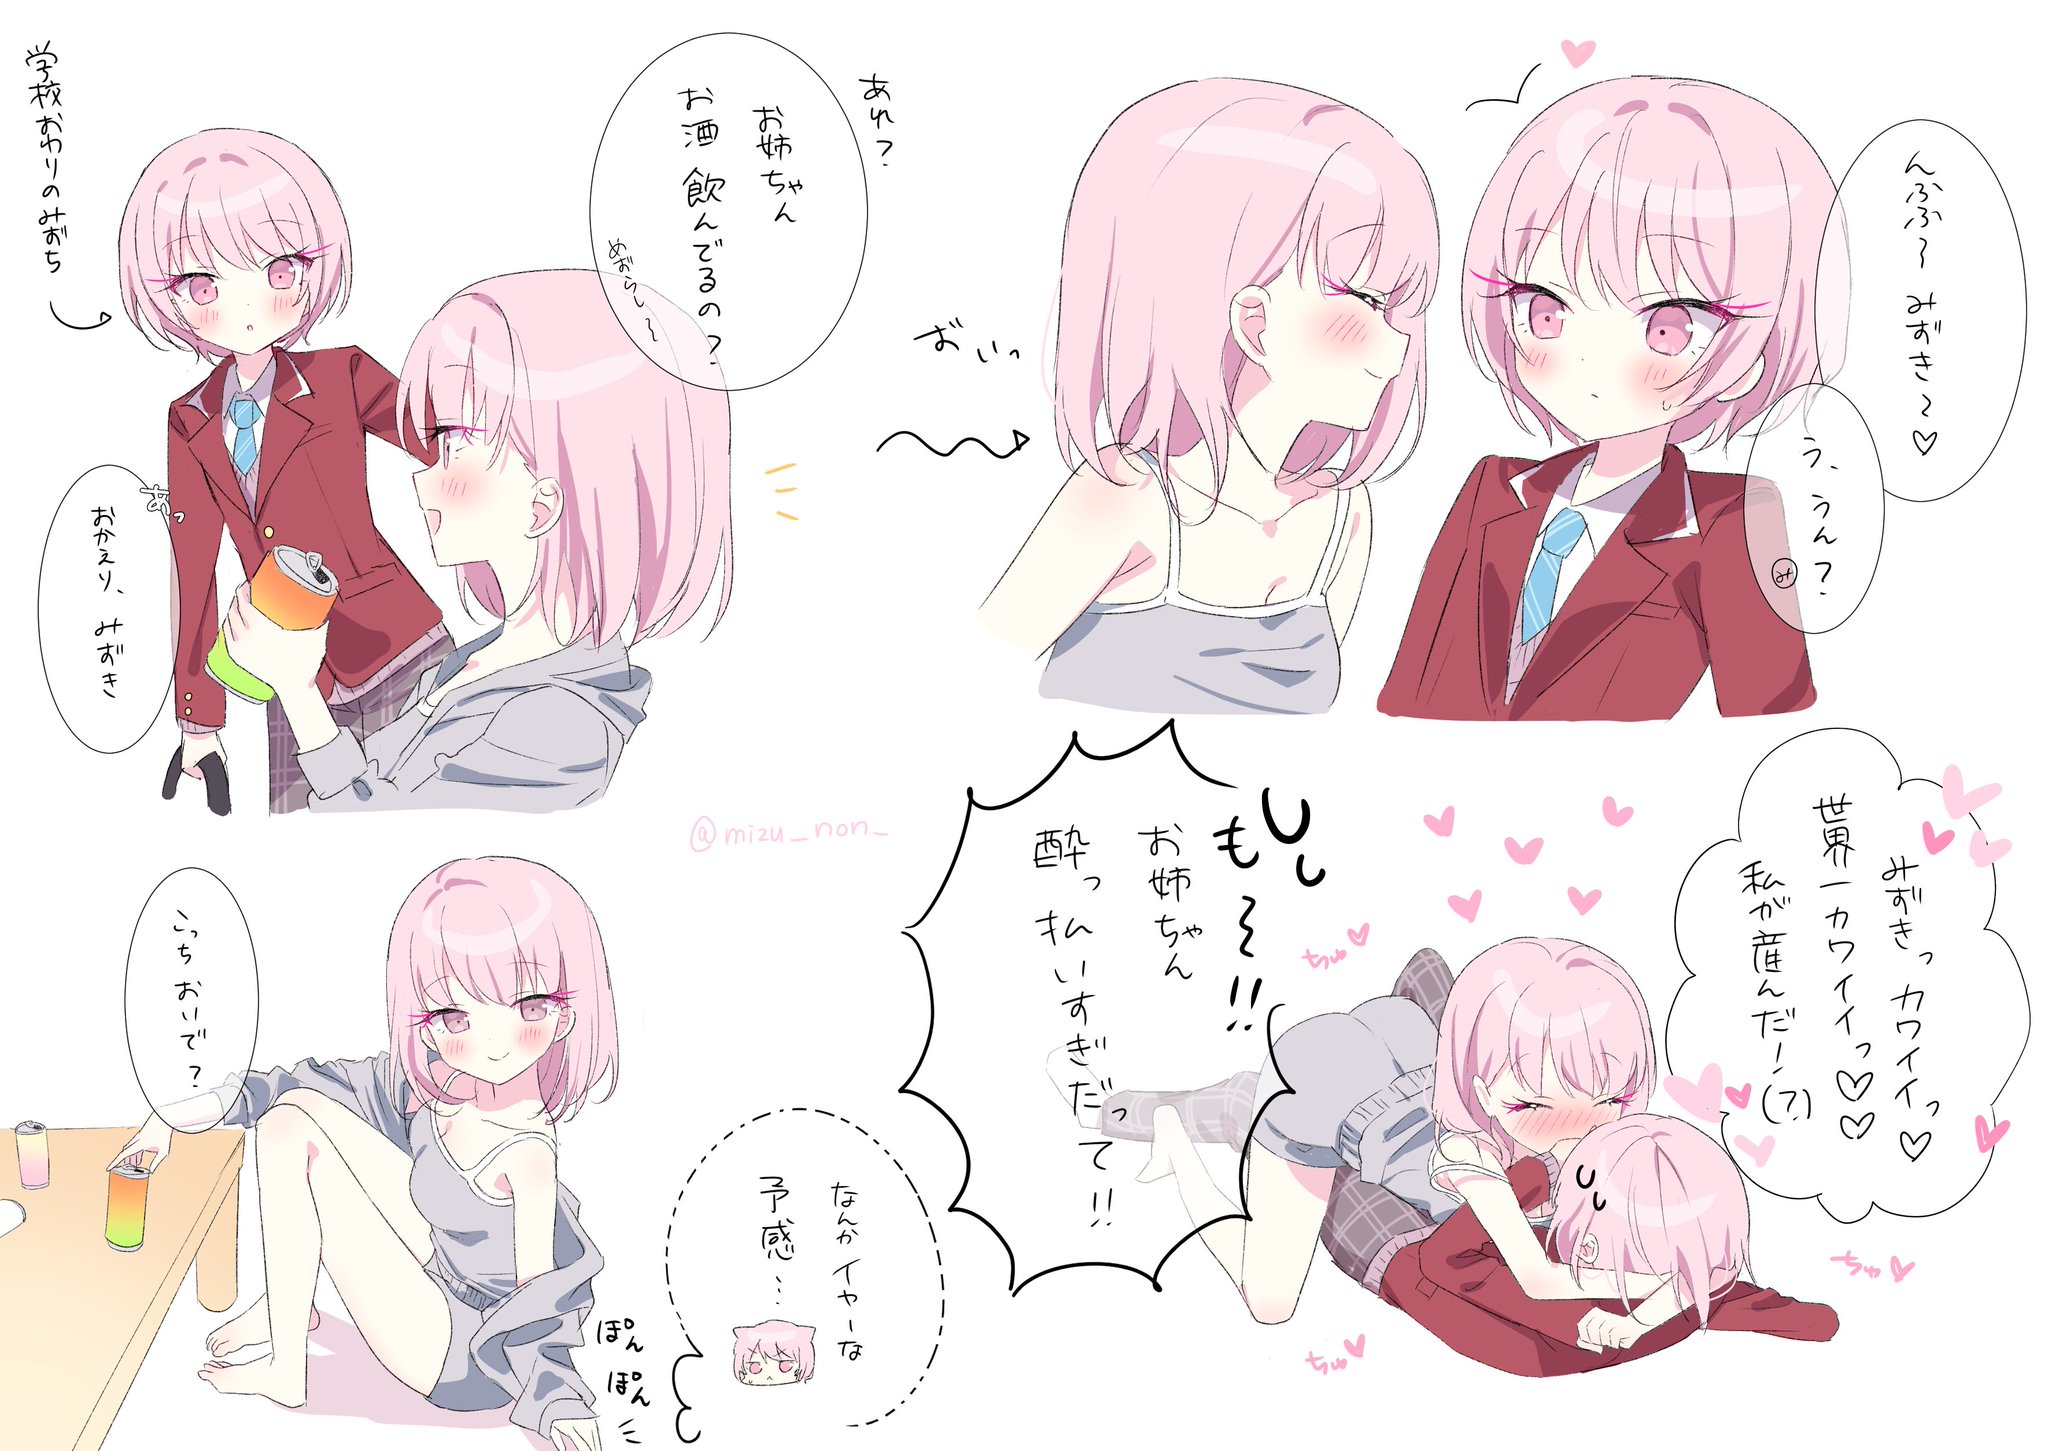 学校おわりのみずち
あれ?
お姉ちゃん
お酒 飲んでるの?
めずらし〜
あっ
おかえり、みずき
こっち おいで?
ぽん
ぽん
なんかイヤーな
予感…
@mizu_non_
んふふ〜 みずき〜♡
う、うん?
み
ずいっ
も〜〜!!
お姉ちゃん
酔っ払いすぎだって!!
みずきっカワイイっ♡
世界一カワイイっ♡♡
私が産んだー(?)
ちゅ♡
ちゅ♡
ちゅ♡